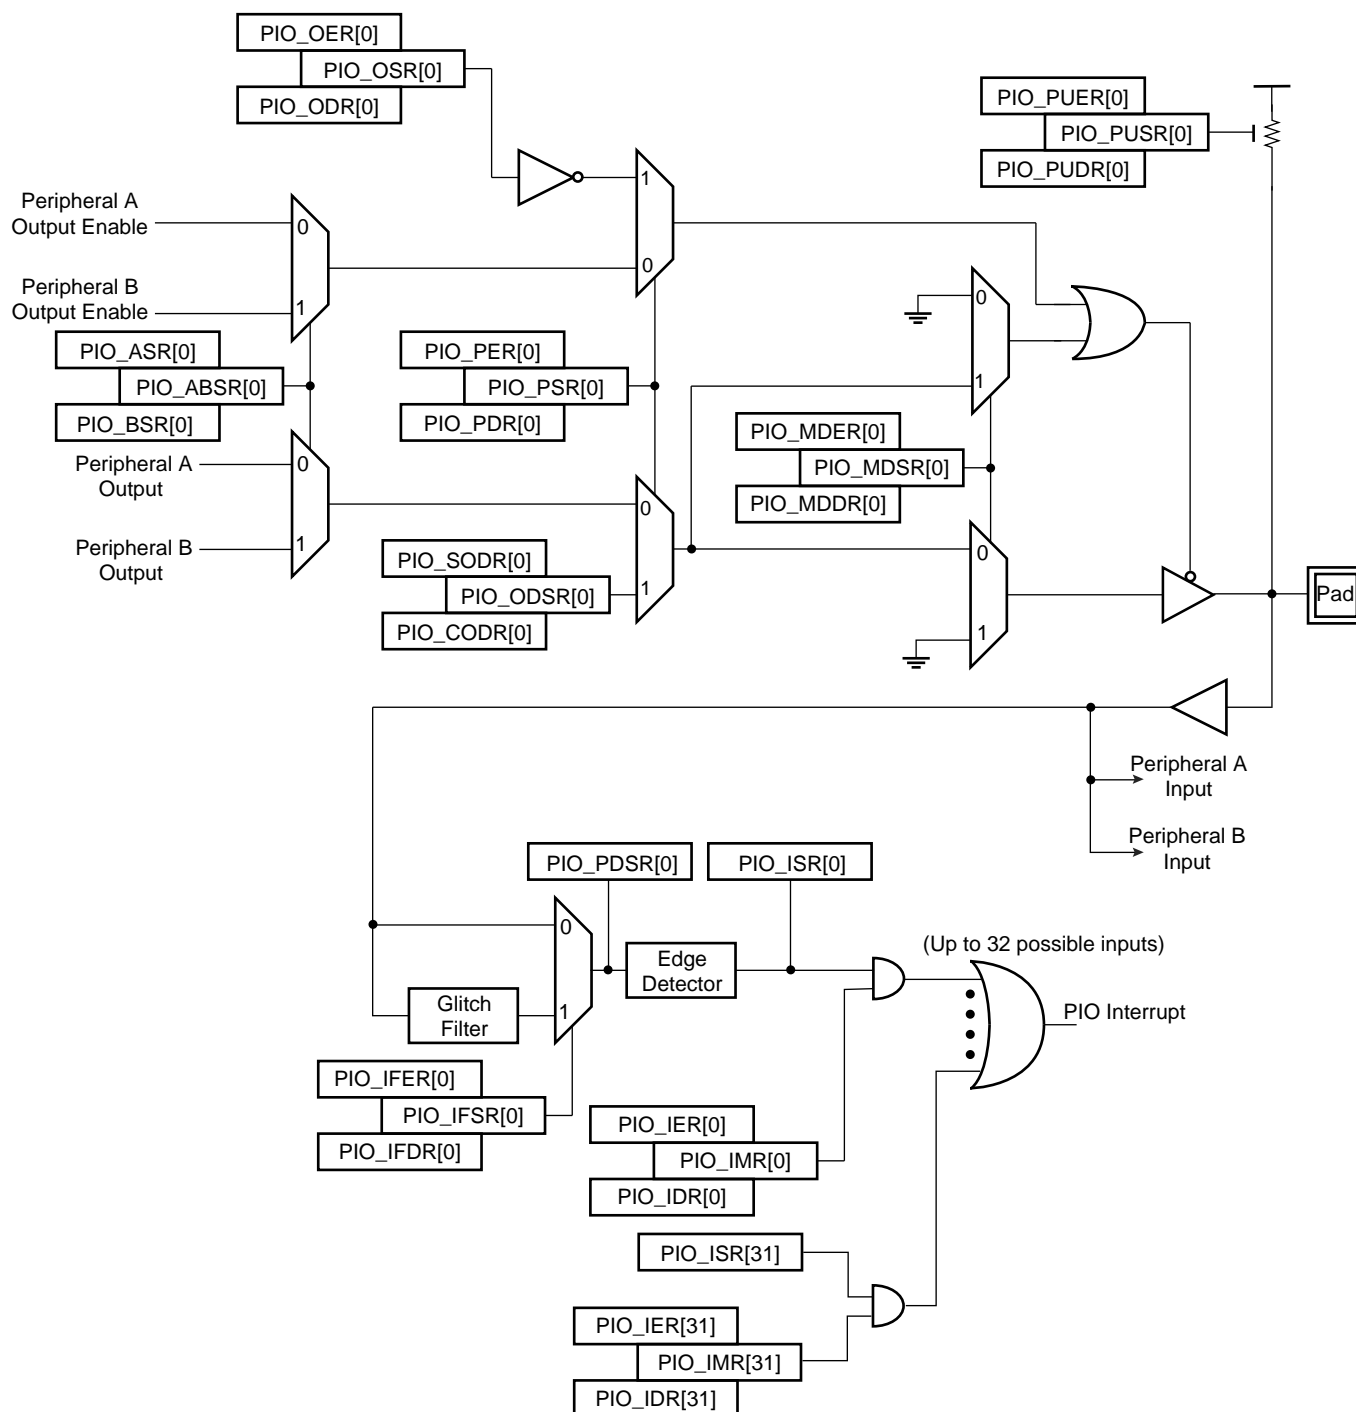 PIO_OER[0]
PIO_OSR[0]
PIO_ODR[0]
PIO_PUER[0]
PIO_PUSR[0]
PIO_PUDR[0]
1
0
Peripheral A
Output Enable
0
Peripheral B
Output Enable
1
PIO_ASR[0]
PIO_ABSR[0]
PIO_BSR[0]
PIO_PER[0]
PIO_PSR[0]
PIO_PDR[0]
0
1
PIO_MDER[0]
PIO_MDSR[0]
PIO_MDDR[0]
Peripheral A
Output
0
Peripheral B
Output
1
0
1
PIO_SODR[0]
PIO_ODSR[0]
PIO_CODR[0]
0
1
Pad
Peripheral A
Input
Peripheral B
Input
PIO_PDSR[0]
PIO_ISR[0]
0
1
Edge
Detector
Glitch
Filter
(Up to 32 possible inputs)
PIO Interrupt
PIO_IFER[0]
PIO_IFSR[0]
PIO_IFDR[0]
PIO_IER[0]
PIO_IMR[0]
PIO_IDR[0]
PIO_ISR[31]
PIO_IER[31]
PIO_IMR[31]
PIO_IDR[31]